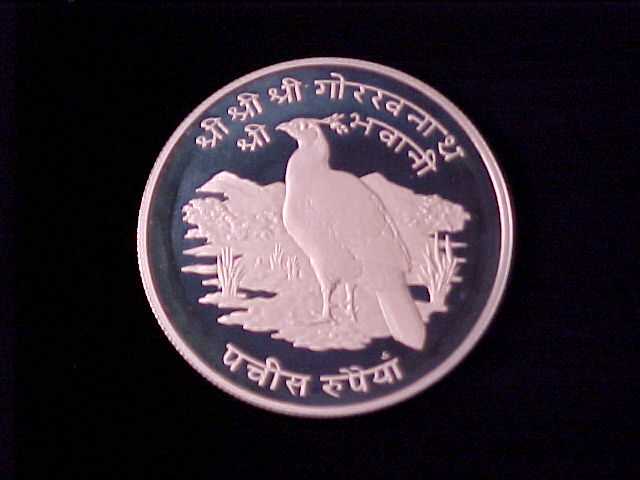 श्री श्री श्री गोरखनाथ
श्री भवानी
पचीस रुपैयाँ